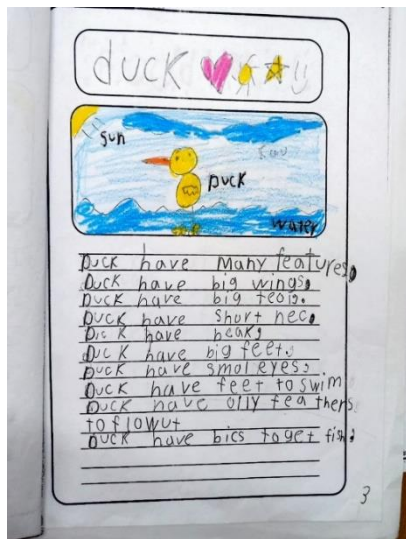 duck
Sun
Duck
Water
Duck have Many features,
Duck have big wings,
Duck have big
Duck have short nec,
Duck have beak,
Duck have big feet.
Duck have smol eyes.
Duck have feet to swim
Duck have oily feathers
to flowut
Duck have bics to get fish,
3